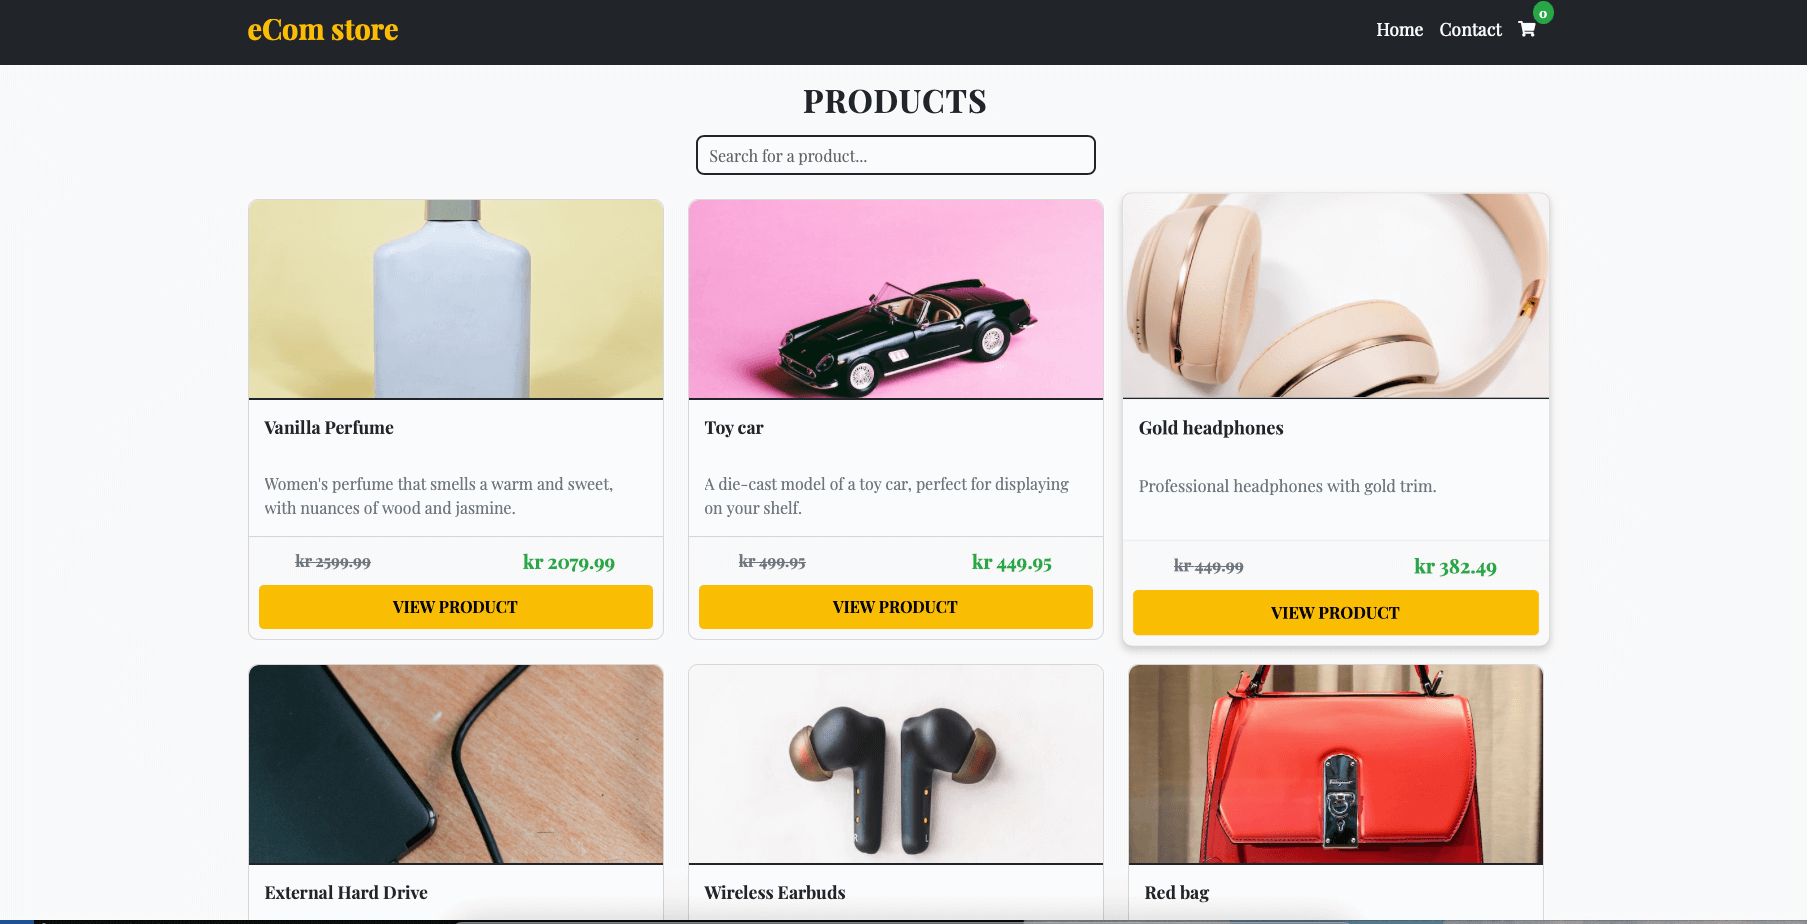 eCom store
Home Contact 0
PRODUCTS
Search for a product...
Vanilla Perfume
Women's perfume that smells a warm and sweet,
with nuances of wood and jasmine.
kr 2599.99 kr 2079.99
VIEW PRODUCT
Toy car
A die-cast model of a toy car, perfect for displaying
on your shelf.
kr 499.95 kr 449.95
VIEW PRODUCT
Gold headphones
Professional headphones with gold trim.
kr 449.99 kr 382.49
VIEW PRODUCT
External Hard Drive
R L
Wireless Earbuds
Red bag